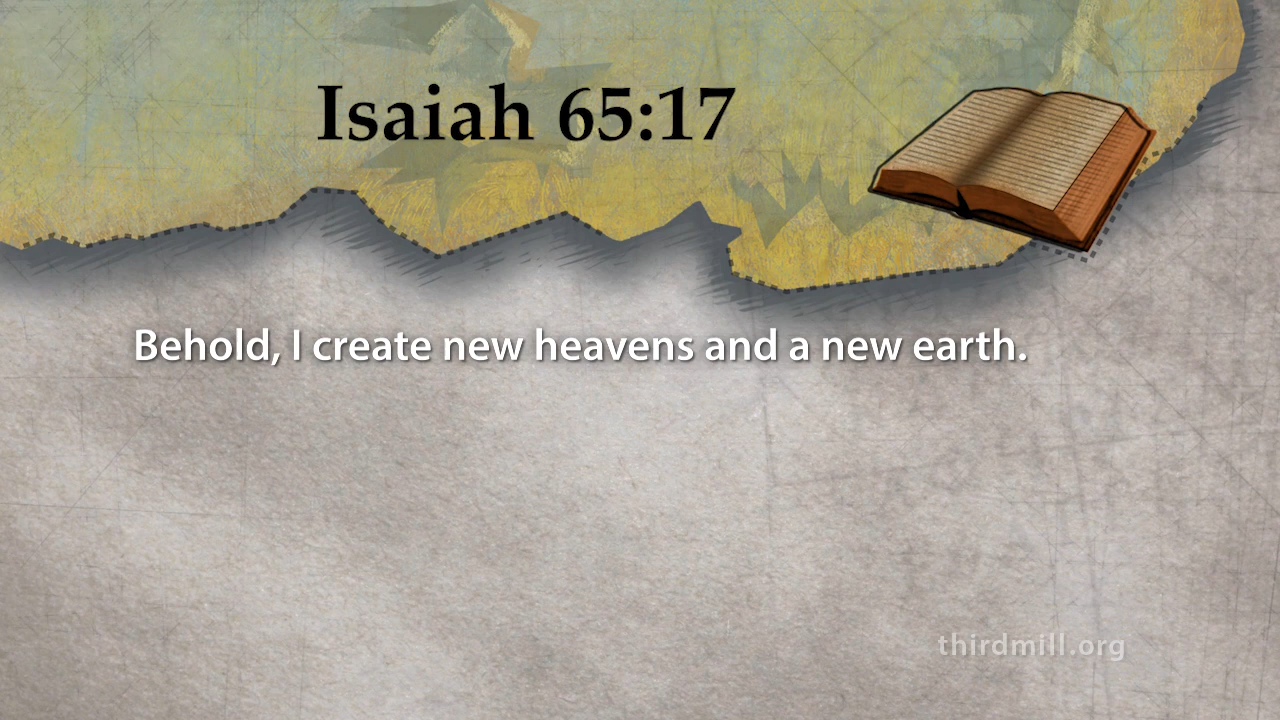 Isaiah 65:17
Behold, I create new heavens and a new earth.
thirdmill.org